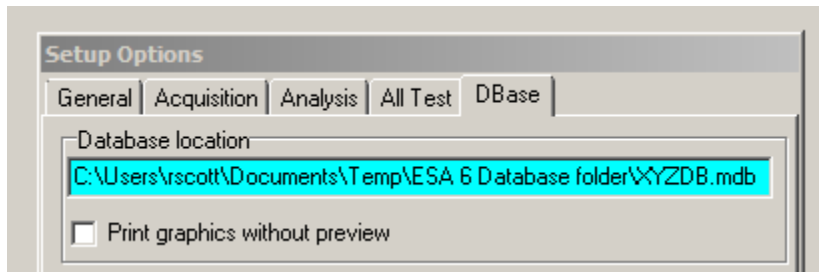 Setup Options
General Acquisition Analysis All Test DBase
Database location
C:\Users\rscott\Documents\Temp\ESA 6 Database folder\XYZDB.mdb
Print graphics without preview